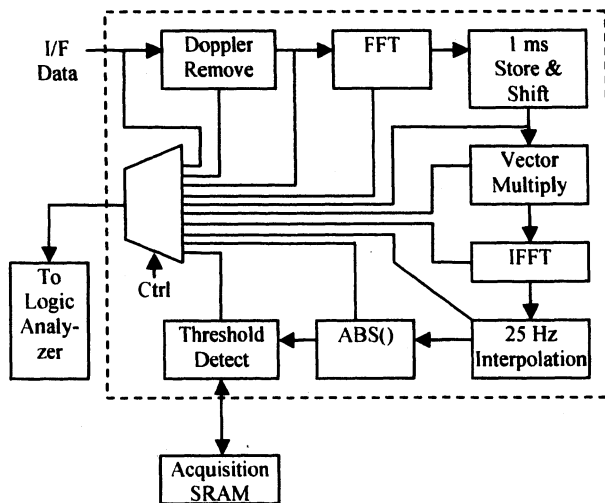 I/F
Data
Doppler
Remove
FFT
1 ms
Store &
Shift
Vector
Multiply
IFFT
25 Hz
Interpolation
ABS()
Threshold
Detect
Ctrl
To
Logic
Analy-
zer
Acquisition
SRAM